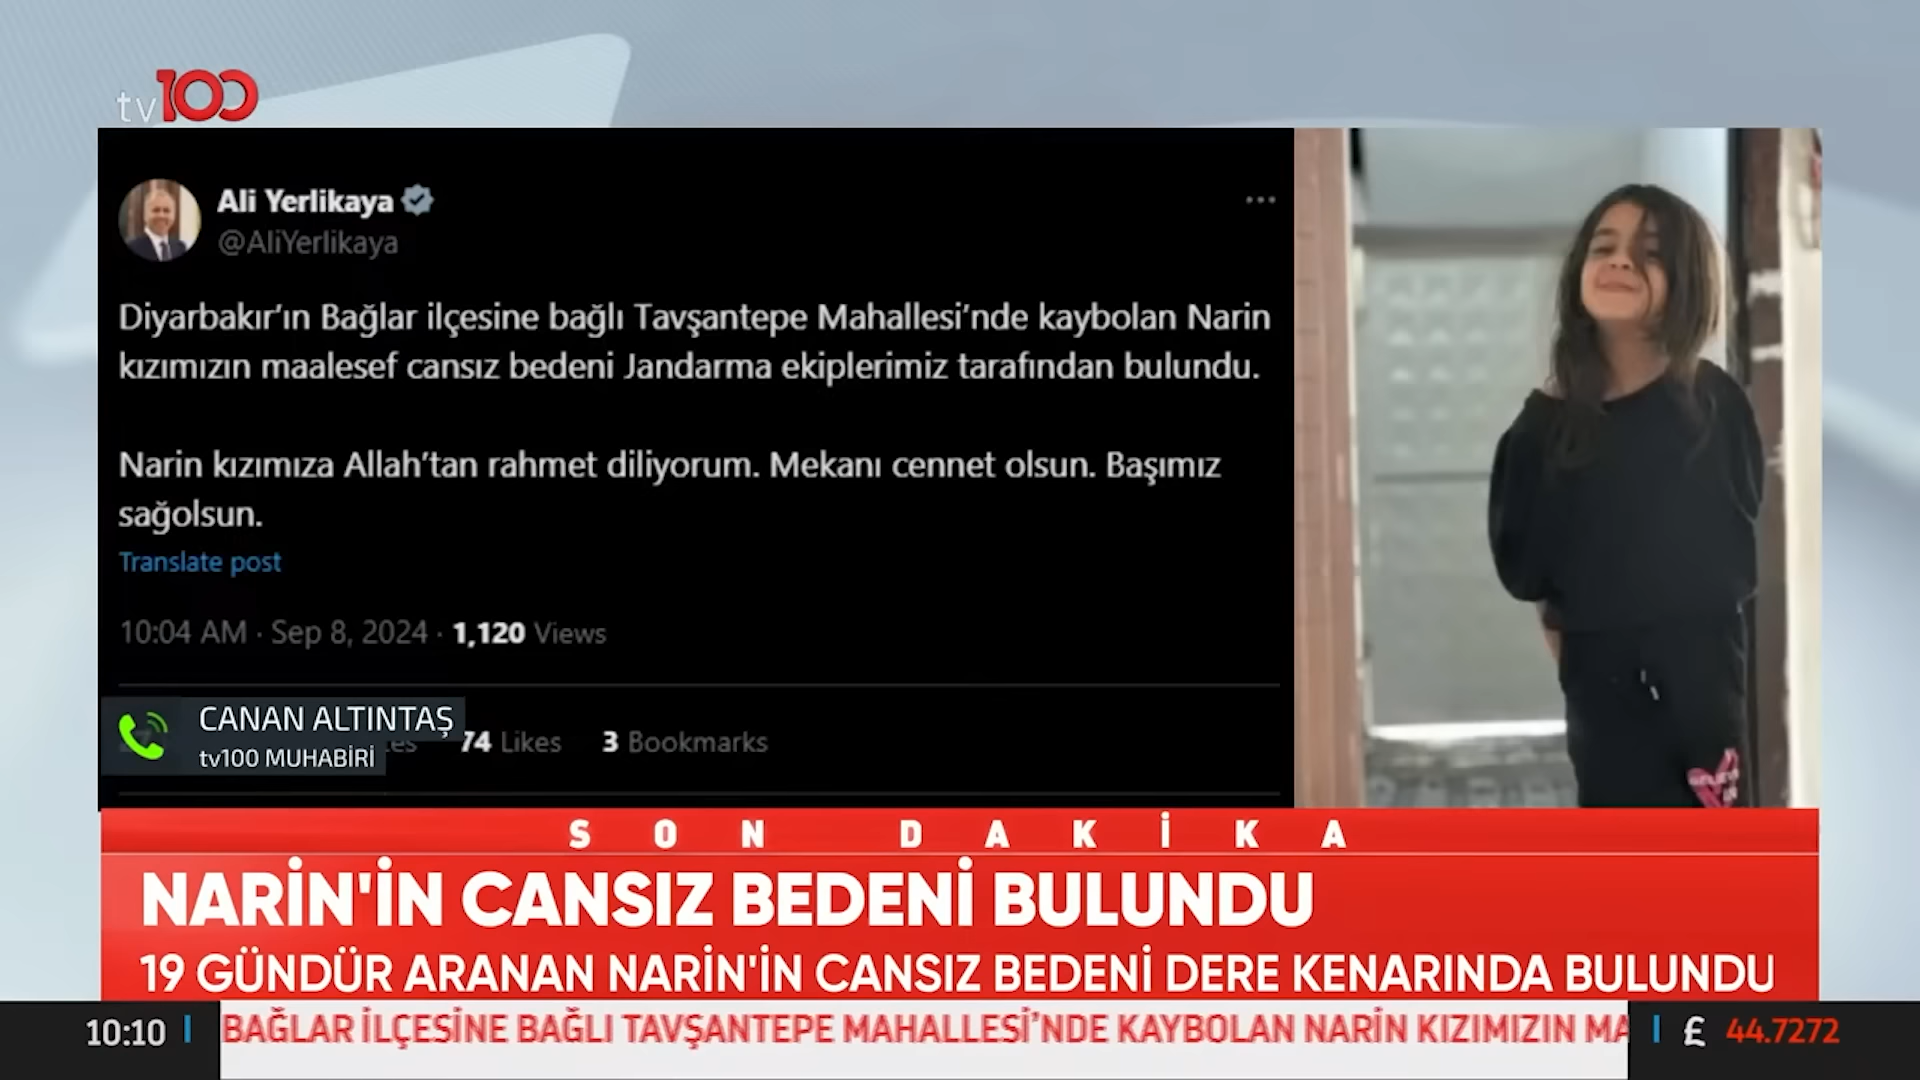 tv100
Ali Yerlikaya
@AliYerlikaya
Diyarbakır'ın Bağlar ilçesine bağlı Tavşantepe Mahallesi'nde kaybolan Narin
kızımızın maalesef cansız bedeni Jandarma ekiplerimiz tarafından bulundu.
Narin kızımıza Allah'tan rahmet diliyorum. Mekanı cennet olsun. Başımız
sağolsun.
Translate post
10:04 AM · Sep 8, 2024 · 1,120 Views
74 Likes 3 Bookmarks
CANAN ALTINTAŞ
tv100 MUHABİRİ
SON DAKİKA
NARİN'İN CANSIZ BEDENİ BULUNDU
19 GÜNDÜR ARANAN NARİN'İN CANSIZ BEDENİ DERE KENARINDA BULUNDU
10:10 BAĞLAR İLÇESİNE BAĞLI TAVŞANTEPE MAHALLESİ'NDE KAYBOLAN NARİN KIZIMIZIN MA £ 44.7272